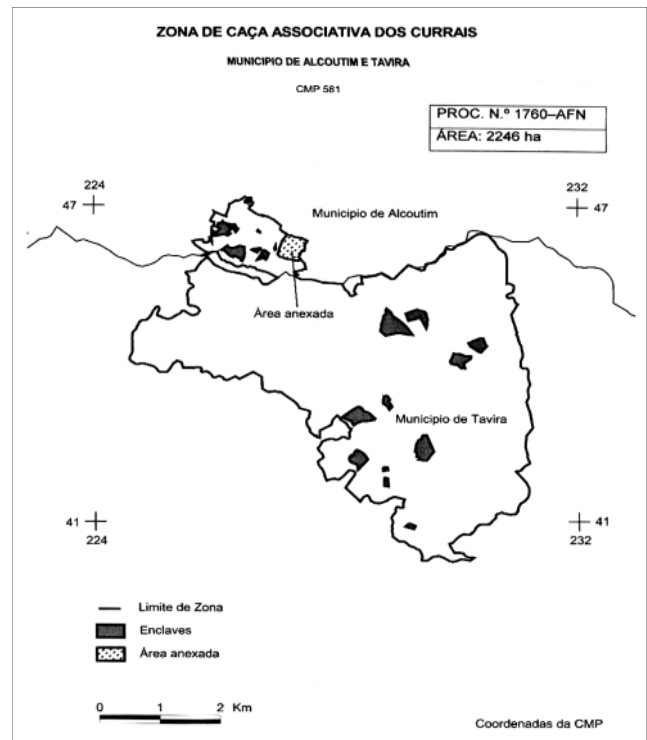 ZONA DE CAÇA ASSOCIATIVA DOS CURRAIS
MUNICIPIO DE ALCOUTIM E TAVIRA
CMP 581
PROC. N.º 1760–AFN
ÁREA: 2246 ha
224
47
232
47
Municipio de Alcoutim
Área anexada
Municipio de Tavira
41
224
41
232
Limite de Zona
Enclaves
Área anexada
0 1 2 Km
Coordenadas da CMP